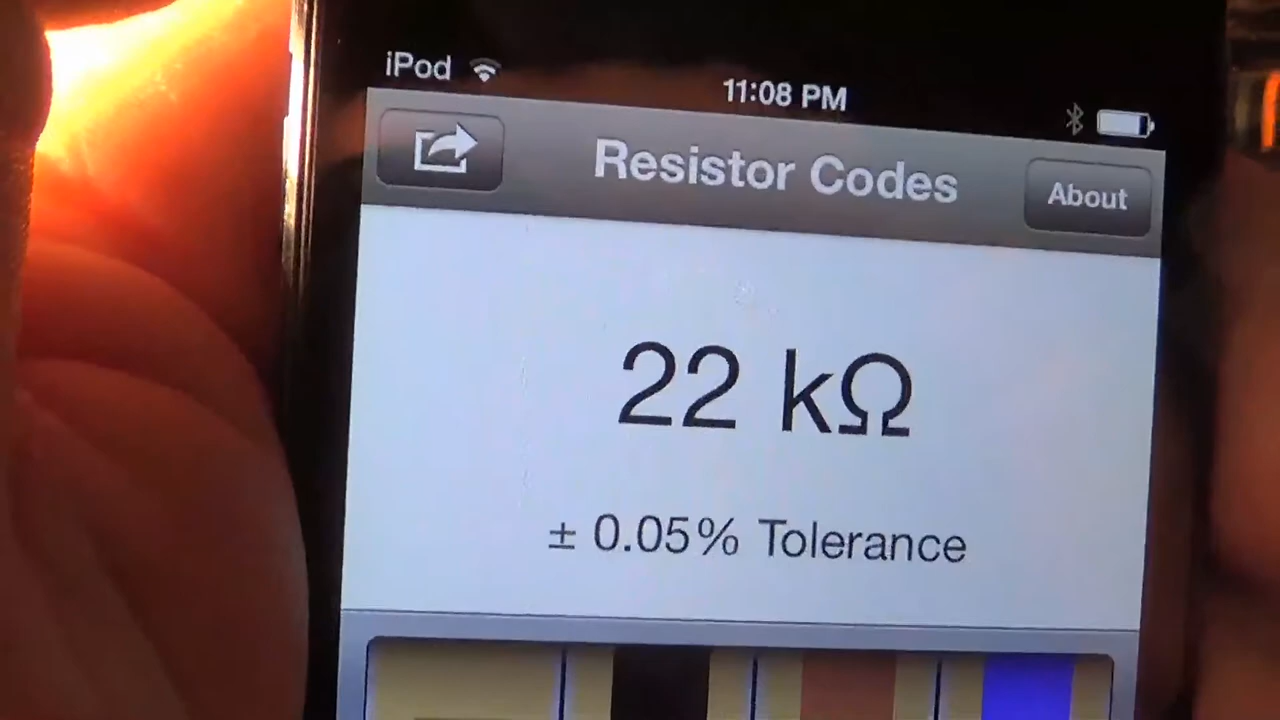 iPod 11:08 PM
Resistor Codes About
22 kΩ
± 0.05% Tolerance